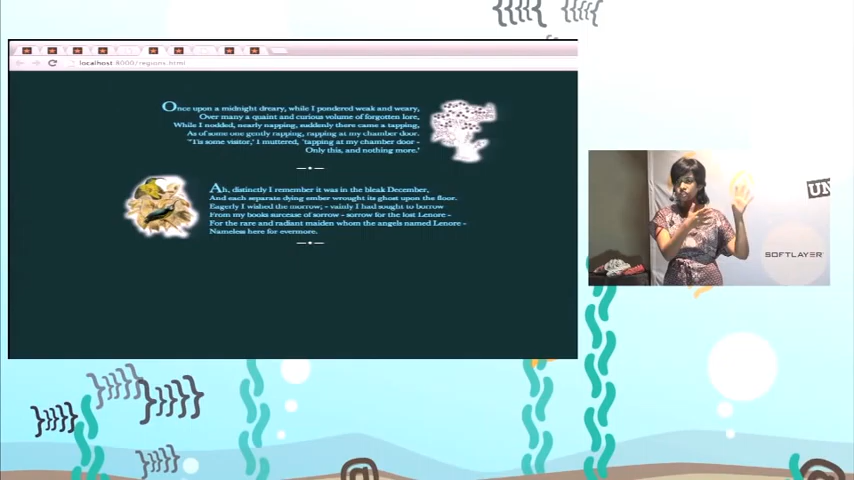 localhost:8000/regions.html
Once upon a midnight dreary, while I pondered weak and weary,
Over many a quaint and curious volume of forgotten lore,
While I nodded, nearly napping, suddenly there came a tapping,
As of some one gently rapping, rapping at my chamber door.
"Tis some visitor,' I muttered, 'tapping at my chamber door -
Only this, and nothing more.'
Ah, distinctly I remember it was in the bleak December,
And each separate dying ember wrought its ghost upon the floor.
Eagerly I wished the morrow; - vainly I had sought to borrow
From my books surcease of sorrow - sorrow for the lost Lenore -
For the rare and radiant maiden whom the angels named Lenore -
Nameless here for evermore.
UN
SOFTLAYER